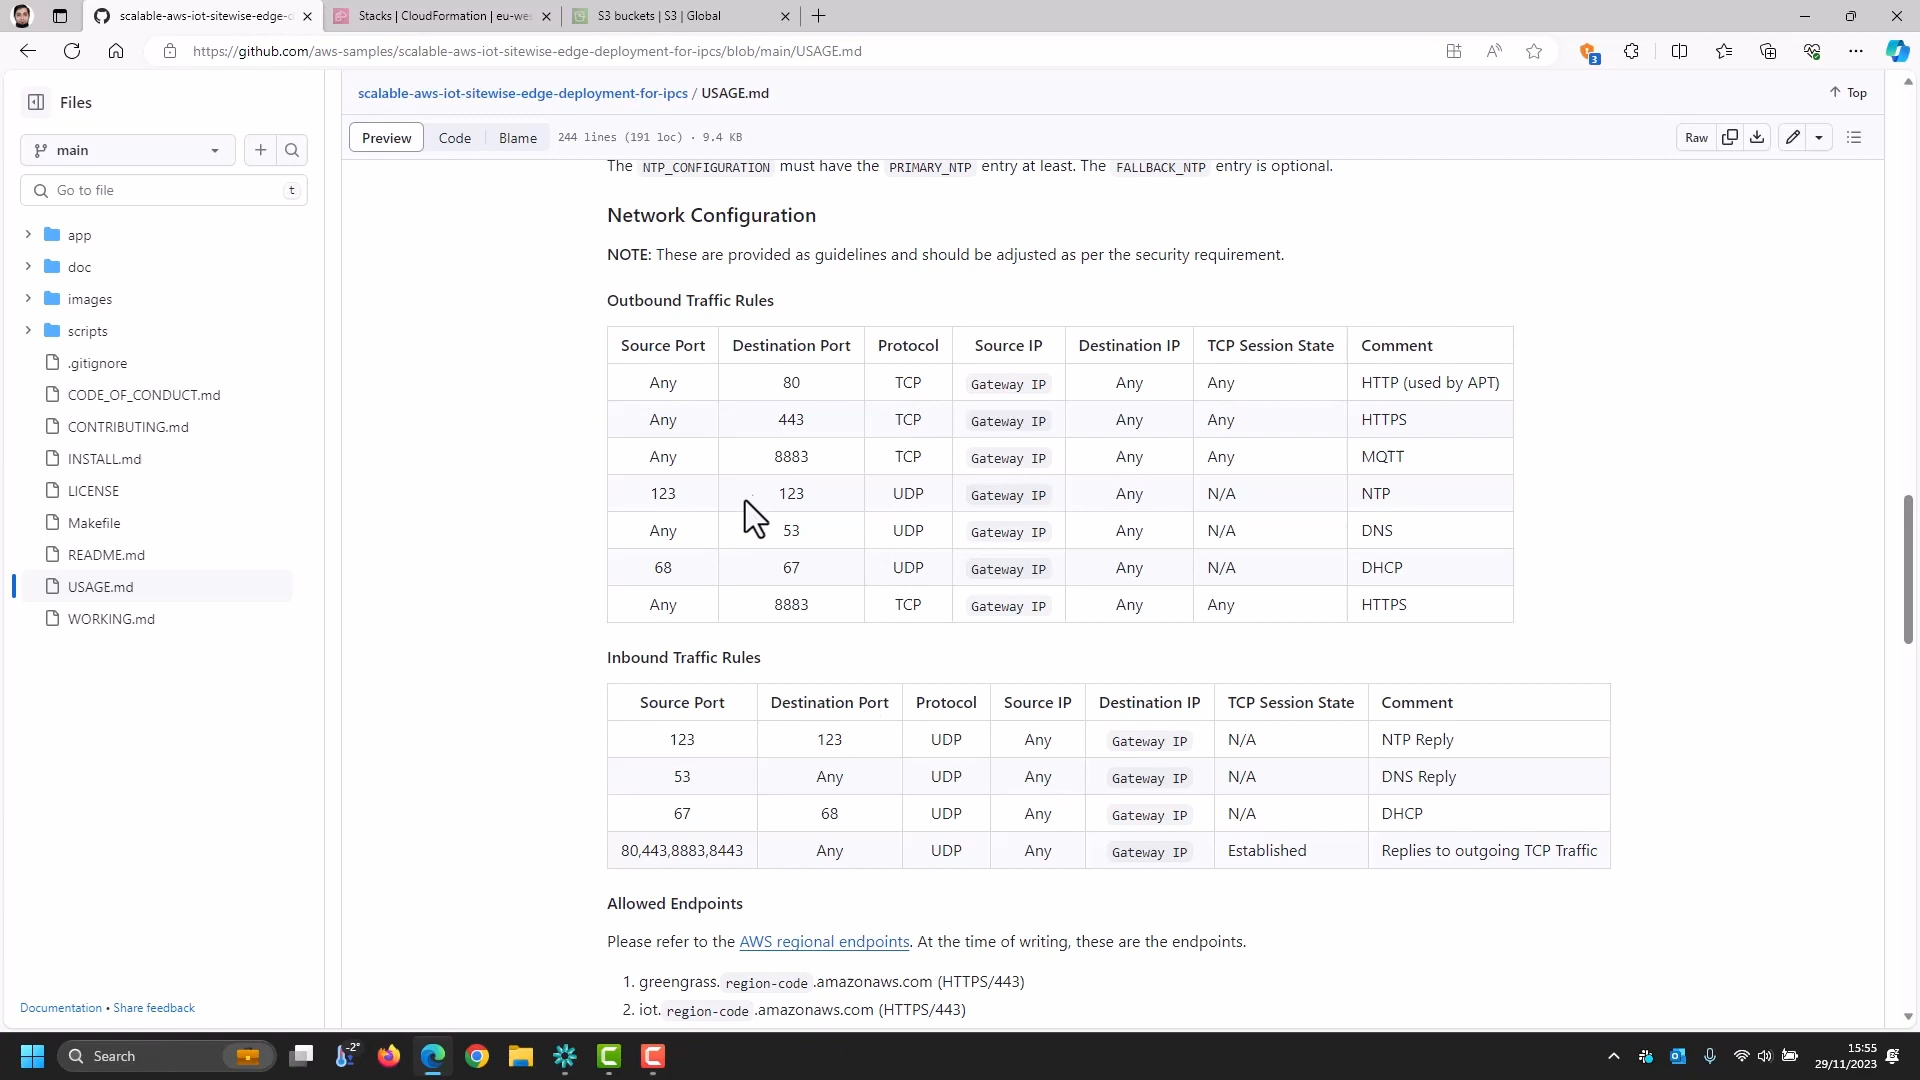 scalable-aws-iot-sitewise-edge-d
Stacks | CloudFormation | eu-wes
S3 buckets | S3 | Global
https://github.com/aws-samples/scalable-aws-iot-sitewise-edge-deployment-for-ipcs/blob/main/USAGE.md
3
Files
main
Go to file
t
app
doc
images
scripts
.gitignore
CODE_OF_CONDUCT.md
CONTRIBUTING.md
INSTALL.md
LICENSE
Makefile
README.md
USAGE.md
WORKING.md
Documentation • Share feedback
scalable-aws-iot-sitewise-edge-deployment-for-ipcs / USAGE.md
Top
Preview Code Blame 244 lines (191 loc) · 9.4 KB
Raw
The NTP_CONFIGURATION must have the PRIMARY_NTP entry at least. The FALLBACK_NTP entry is optional.
Network Configuration
NOTE: These are provided as guidelines and should be adjusted as per the security requirement.
Outbound Traffic Rules
Source Port Destination Port Protocol Source IP Destination IP TCP Session State Comment
Any 80 TCP Gateway IP Any Any HTTP (used by APT)
Any 443 TCP Gateway IP Any Any HTTPS
Any 8883 TCP Gateway IP Any Any MQTT
123 123 UDP Gateway IP Any N/A NTP
Any 53 UDP Gateway IP Any N/A DNS
68 67 UDP Gateway IP Any N/A DHCP
Any 8883 TCP Gateway IP Any Any HTTPS
Inbound Traffic Rules
Source Port Destination Port Protocol Source IP Destination IP TCP Session State Comment
123 123 UDP Any Gateway IP N/A NTP Reply
53 Any UDP Any Gateway IP N/A DNS Reply
67 68 UDP Any Gateway IP N/A DHCP
80,443,8883,8443 Any UDP Any Gateway IP Established Replies to outgoing TCP Traffic
Allowed Endpoints
Please refer to the AWS regional endpoints. At the time of writing, these are the endpoints.
1. greengrass. region-code .amazonaws.com (HTTPS/443)
2. iot. region-code .amazonaws.com (HTTPS/443)
Search
-2°
15:55
29/11/2023